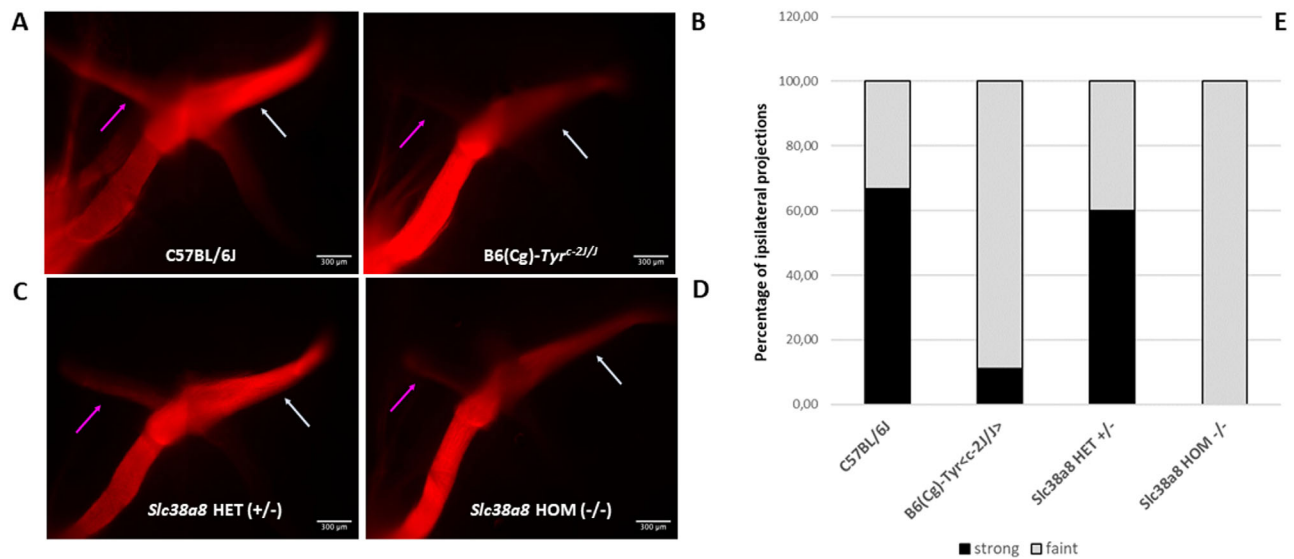 A
B
C57BL/6J
300 µm
B6(Cg)-Tyrᶜ⁻²ᴶ/ᴶ
300 µm
C
D
Slc38a8 HET (+/-)
300 µm
Slc38a8 HOM (-/-)
300 µm
E
Percentage of ipsilateral projections
120,00
100,00
80,00
60,00
40,00
20,00
0,00
C57BL/6J
B6(Cg)-Tyr<c-2J/J>
Slc38a8 HET +/-
Slc38a8 HOM -/-
strong
faint